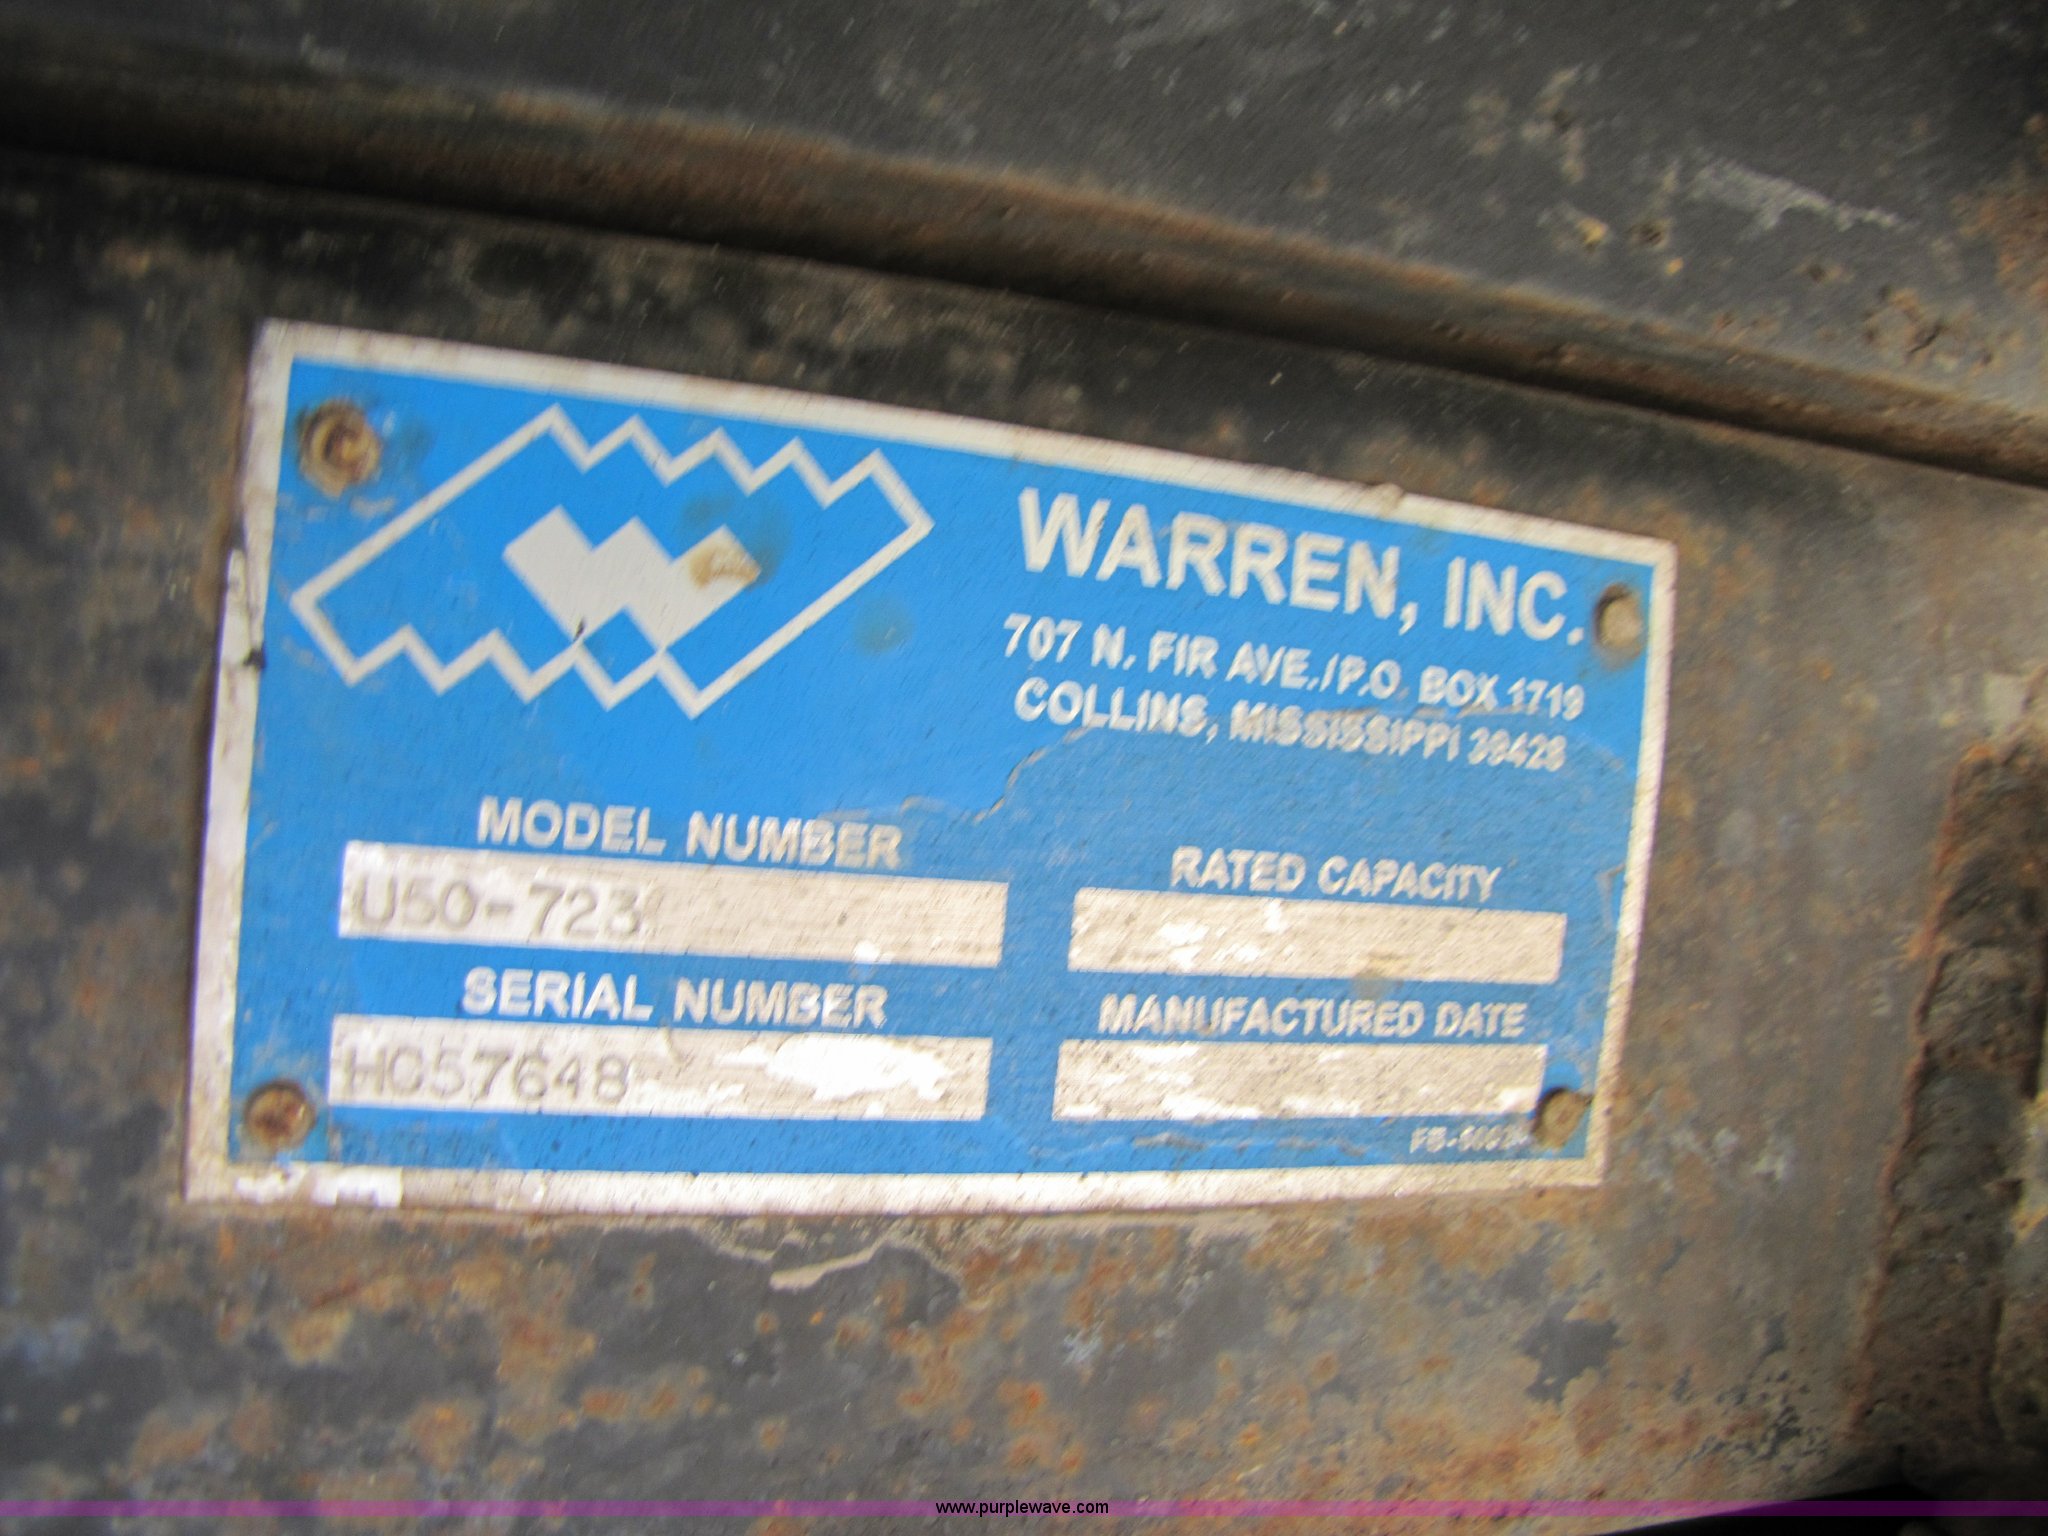 WARREN, INC.
707 N. FIR AVE./P.O. BOX 1719
COLLINS, MISSISSIPPI 39428
MODEL NUMBER
U50-723
RATED CAPACITY
SERIAL NUMBER
HC57648
MANUFACTURED DATE
www.purplewave.com